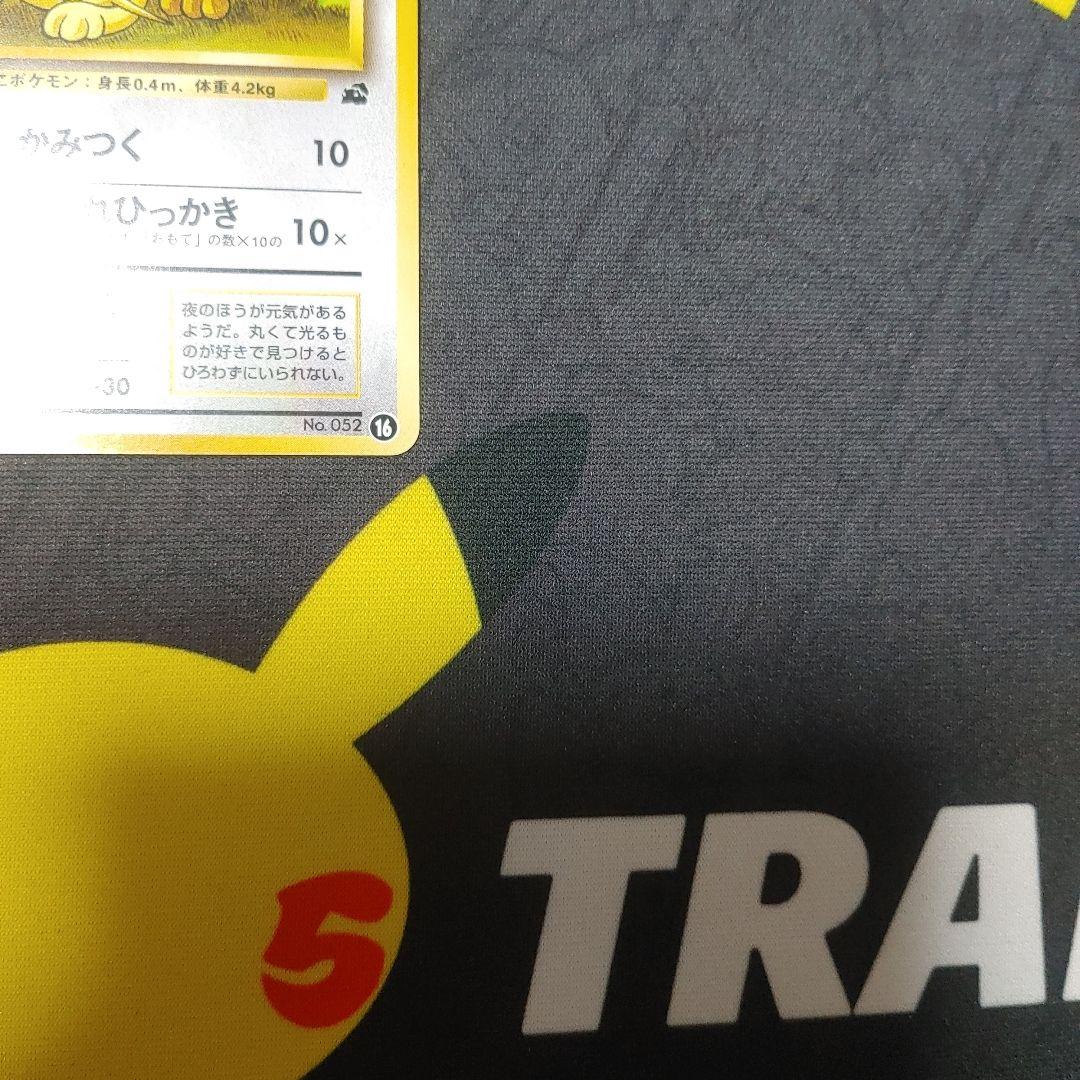 ポケモン：身長0.4m、体重4.2kg
かみつく 10
ひっかき 10×
おもて」の数×10の
夜のほうが元気がある
ようだ。丸くて光るも
のが好きで見つけると
ひろわずにいられない。
-30
No. 052 16
5
TRA